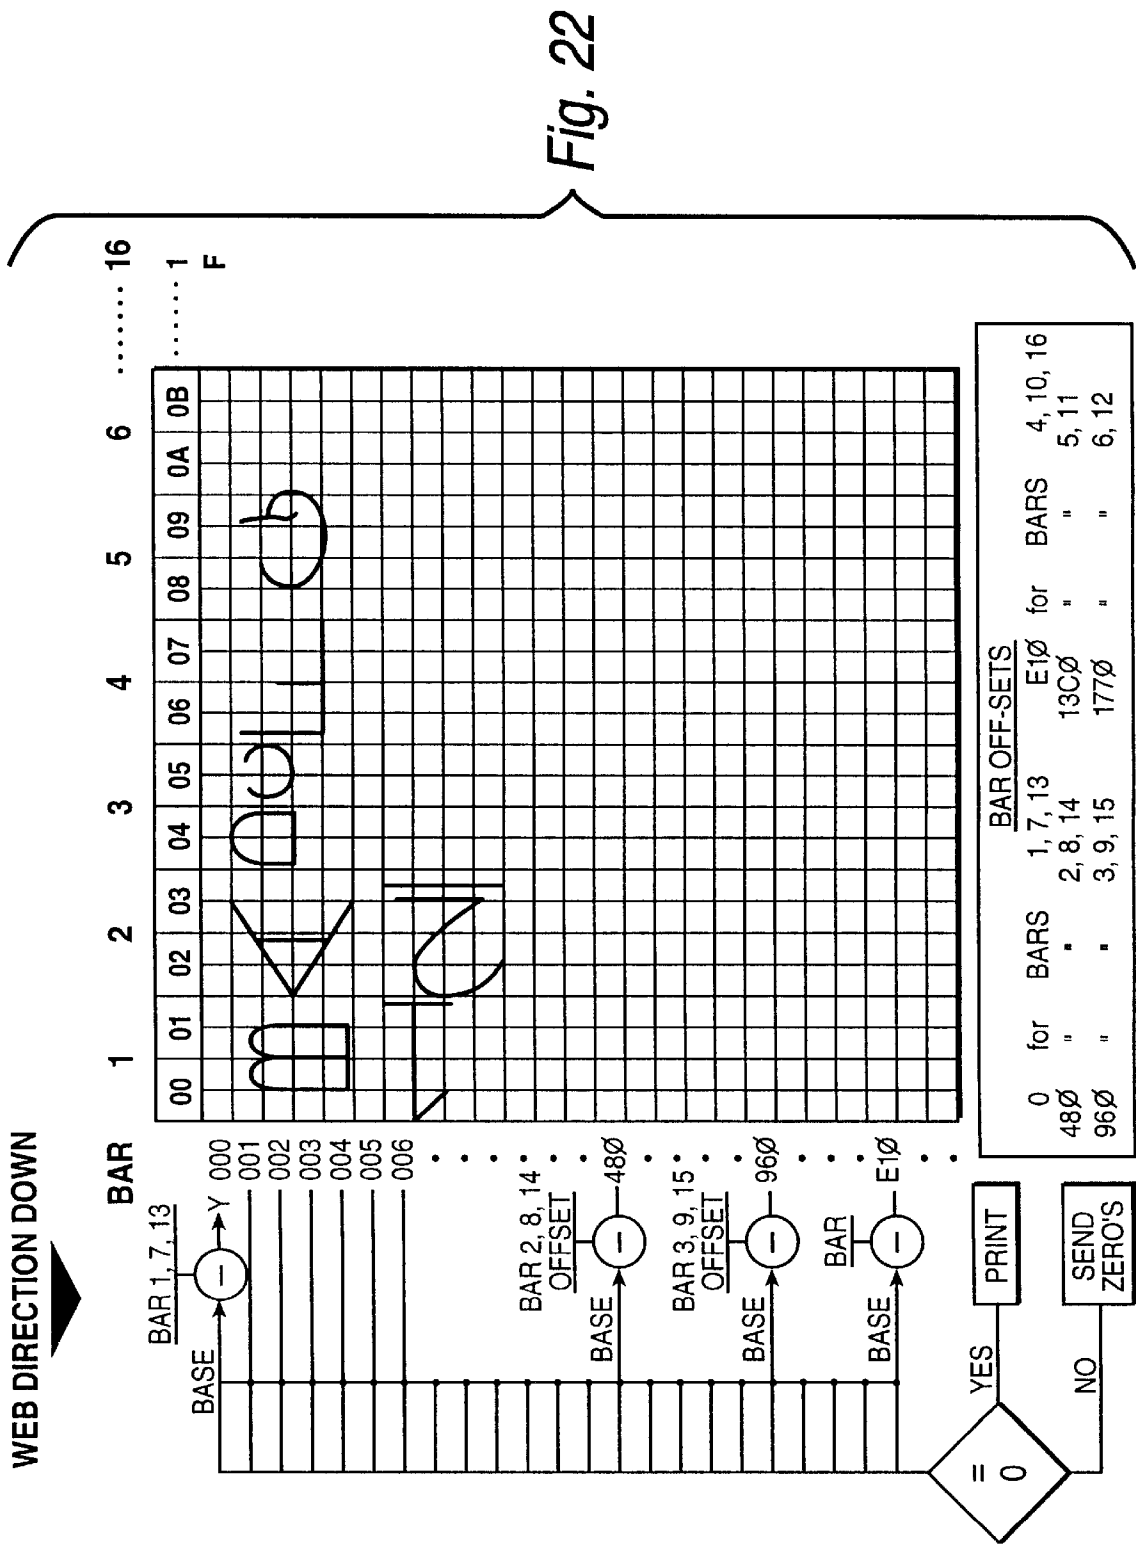 WEB DIRECTION DOWN
BAR 1 2 3 4 5 6 ....... 16
00 01 02 03 04 05 06 07 08 09 0A 0B ...... 1F
BAR 1, 7, 13
BASE – Y 000
001
002
003
004
005
006
B A D C
1 2
BAR 2, 8, 14
OFFSET
BASE – 48Ø
BAR 3, 9, 15
OFFSET
BASE – 96Ø
BAR
BASE – E1Ø
= 0
YES PRINT
NO SEND ZERO'S
BAR OFF-SETS
0 for BARS 1, 7, 13 E1Ø for BARS 4, 10, 16
48Ø " " 2, 8, 14 13CØ " " 5, 11
96Ø " " 3, 9, 15 177Ø " " 6, 12
Fig. 22